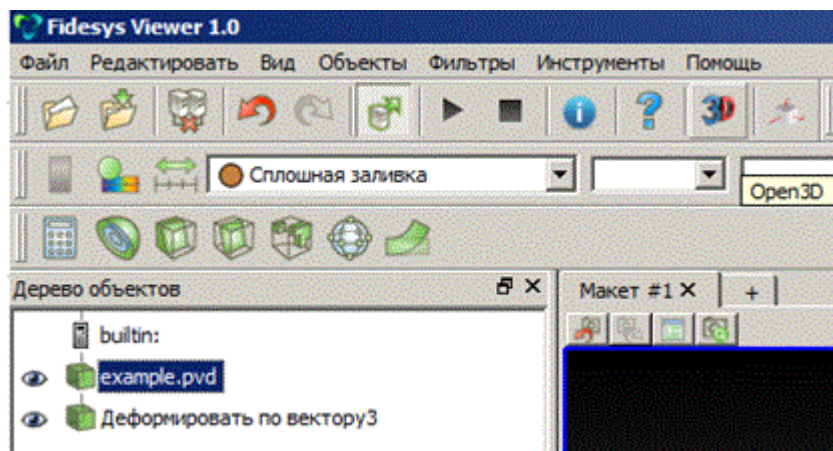 Fidesys Viewer 1.0
Файл Редактировать Вид Объекты Фильтры Инструменты Помощь
3D
Сплошная заливка
Open3D
Дерево объектов
Макет #1
builtin:
example.pvd
Деформировать по вектору3